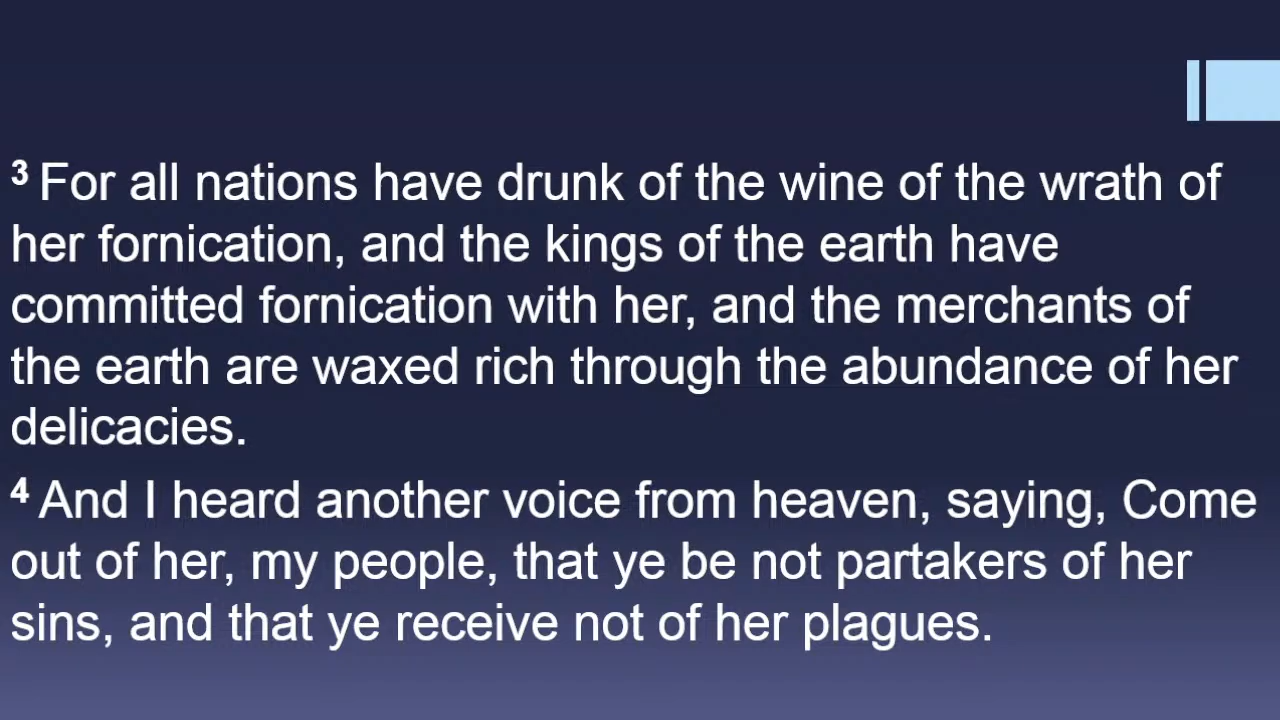 3 For all nations have drunk of the wine of the wrath of
her fornication, and the kings of the earth have
committed fornication with her, and the merchants of
the earth are waxed rich through the abundance of her
delicacies.
4 And I heard another voice from heaven, saying, Come
out of her, my people, that ye be not partakers of her
sins, and that ye receive not of her plagues.